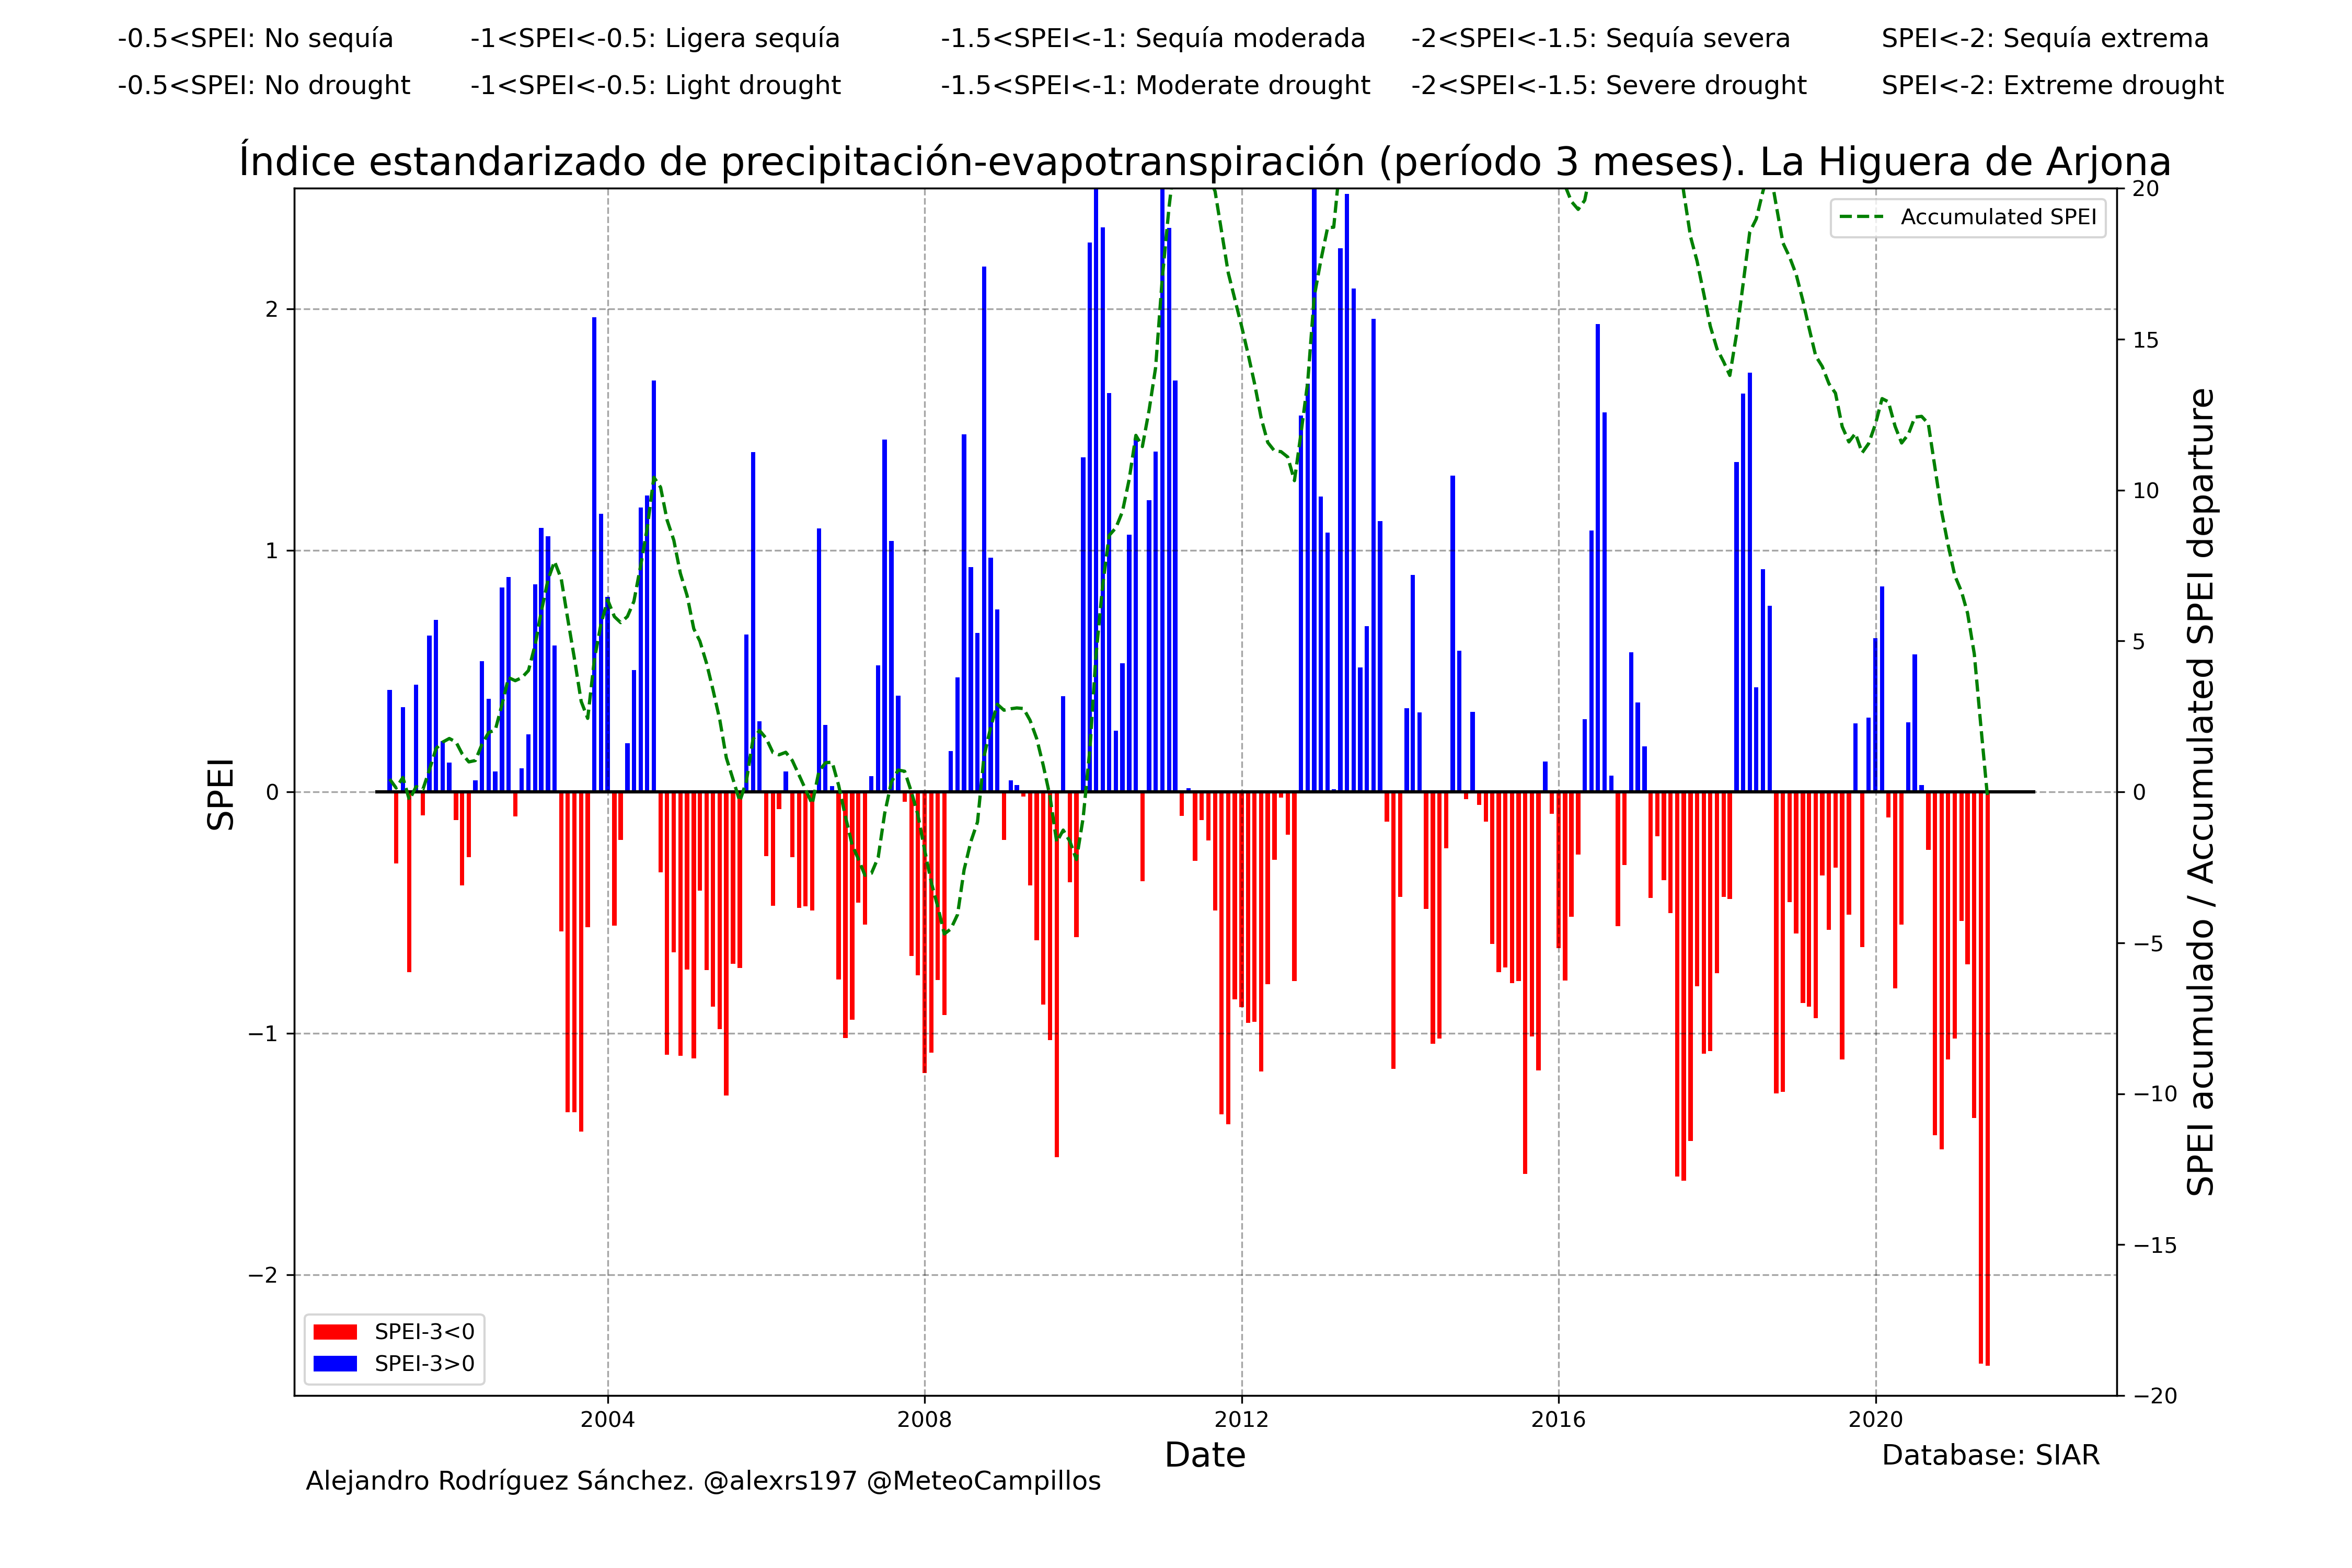 -0.5<SPEI: No sequía -1<SPEI<-0.5: Ligera sequía -1.5<SPEI<-1: Sequía moderada -2<SPEI<-1.5: Sequía severa SPEI<-2: Sequía extrema
-0.5<SPEI: No drought -1<SPEI<-0.5: Light drought -1.5<SPEI<-1: Moderate drought -2<SPEI<-1.5: Severe drought SPEI<-2: Extreme drought
Índice estandarizado de precipitación-evapotranspiración (período 3 meses). La Higuera de Arjona
Accumulated SPEI
SPEI
2
1
0
−1
−2
20
15
10
5
0
−5
−10
−15
−20
SPEI acumulado / Accumulated SPEI departure
SPEI-3<0
SPEI-3>0
2004 2008 2012 2016 2020
Date
Database: SIAR
Alejandro Rodríguez Sánchez. @alexrs197 @MeteoCampillos